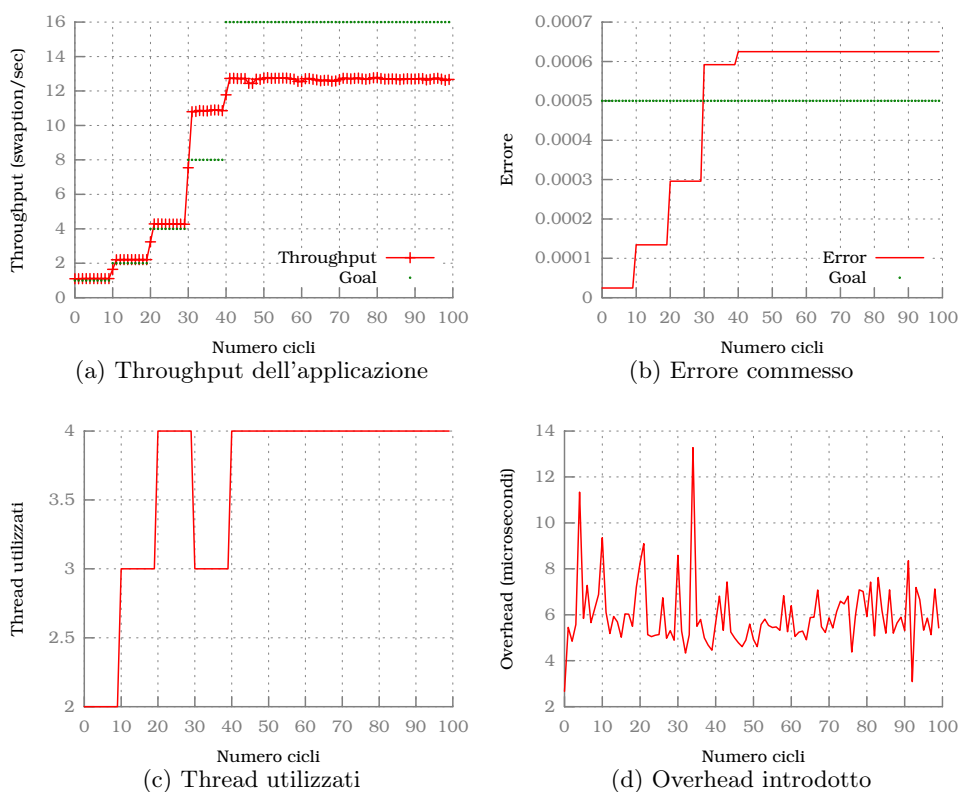 Throughput (swaption/sec)
16
14
12
10
8
6
4
2
0
0 10 20 30 40 50 60 70 80 90 100
Throughput
Goal
Numero cicli
(a) Throughput dell'applicazione
Errore
0.0007
0.0006
0.0005
0.0004
0.0003
0.0002
0.0001
0
0 10 20 30 40 50 60 70 80 90 100
Error
Goal
Numero cicli
(b) Errore commesso
Thread utilizzati
4
3.5
3
2.5
2
0 10 20 30 40 50 60 70 80 90 100
Numero cicli
(c) Thread utilizzati
Overhead (microsecondi)
14
12
10
8
6
4
2
0 10 20 30 40 50 60 70 80 90 100
Numero cicli
(d) Overhead introdotto